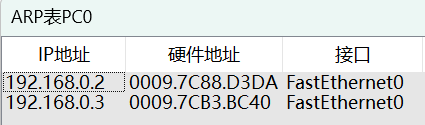 ARP表PC0
IP地址 硬件地址 接口
192.168.0.2 0009.7C88.D3DA FastEthernet0
192.168.0.3 0009.7CB3.BC40 FastEthernet0